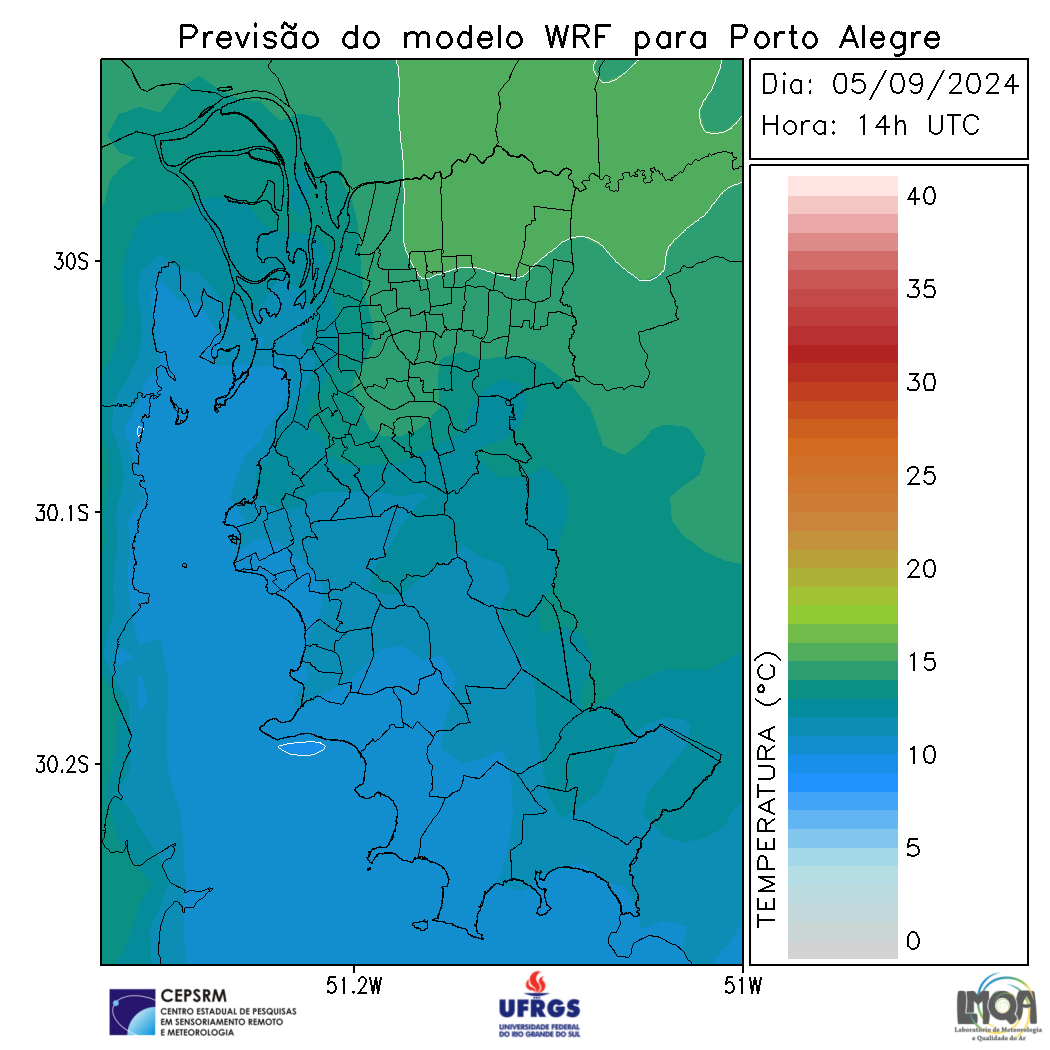 Previsão do modelo WRF para Porto Alegre
Dia: 05/09/2024
Hora: 14h UTC
40
35
30
25
20
15
10
5
0
TEMPERATURA (°C)
30S
30.1S
30.2S
51.2W
51W
CEPSRM
CENTRO ESTADUAL DE PESQUISAS
EM SENSORIAMENTO REMOTO
E METEOROLOGIA
UFRGS
UNIVERSIDADE FEDERAL
DO RIO GRANDE DO SUL
LMQA
Laboratório de Meteorologia
e Qualidade do Ar